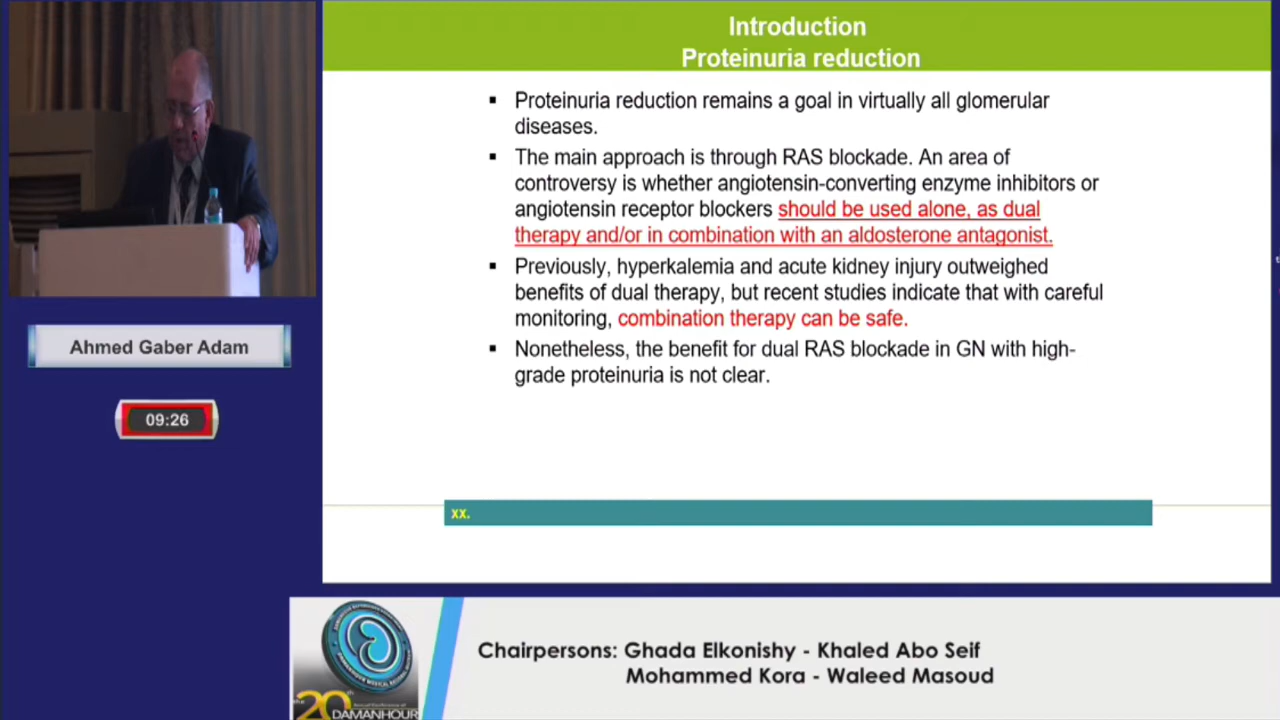 Introduction
Proteinuria reduction
▪ Proteinuria reduction remains a goal in virtually all glomerular
diseases.
▪ The main approach is through RAS blockade. An area of
controversy is whether angiotensin-converting enzyme inhibitors or
angiotensin receptor blockers should be used alone, as dual
therapy and/or in combination with an aldosterone antagonist.
▪ Previously, hyperkalemia and acute kidney injury outweighed
benefits of dual therapy, but recent studies indicate that with careful
monitoring, combination therapy can be safe.
▪ Nonetheless, the benefit for dual RAS blockade in GN with high-
grade proteinuria is not clear.
xx.
Ahmed Gaber Adam
09:26
the 20th
DAMANHOUR
Chairpersons: Ghada Elkonishy - Khaled Abo Seif
Mohammed Kora - Waleed Masoud